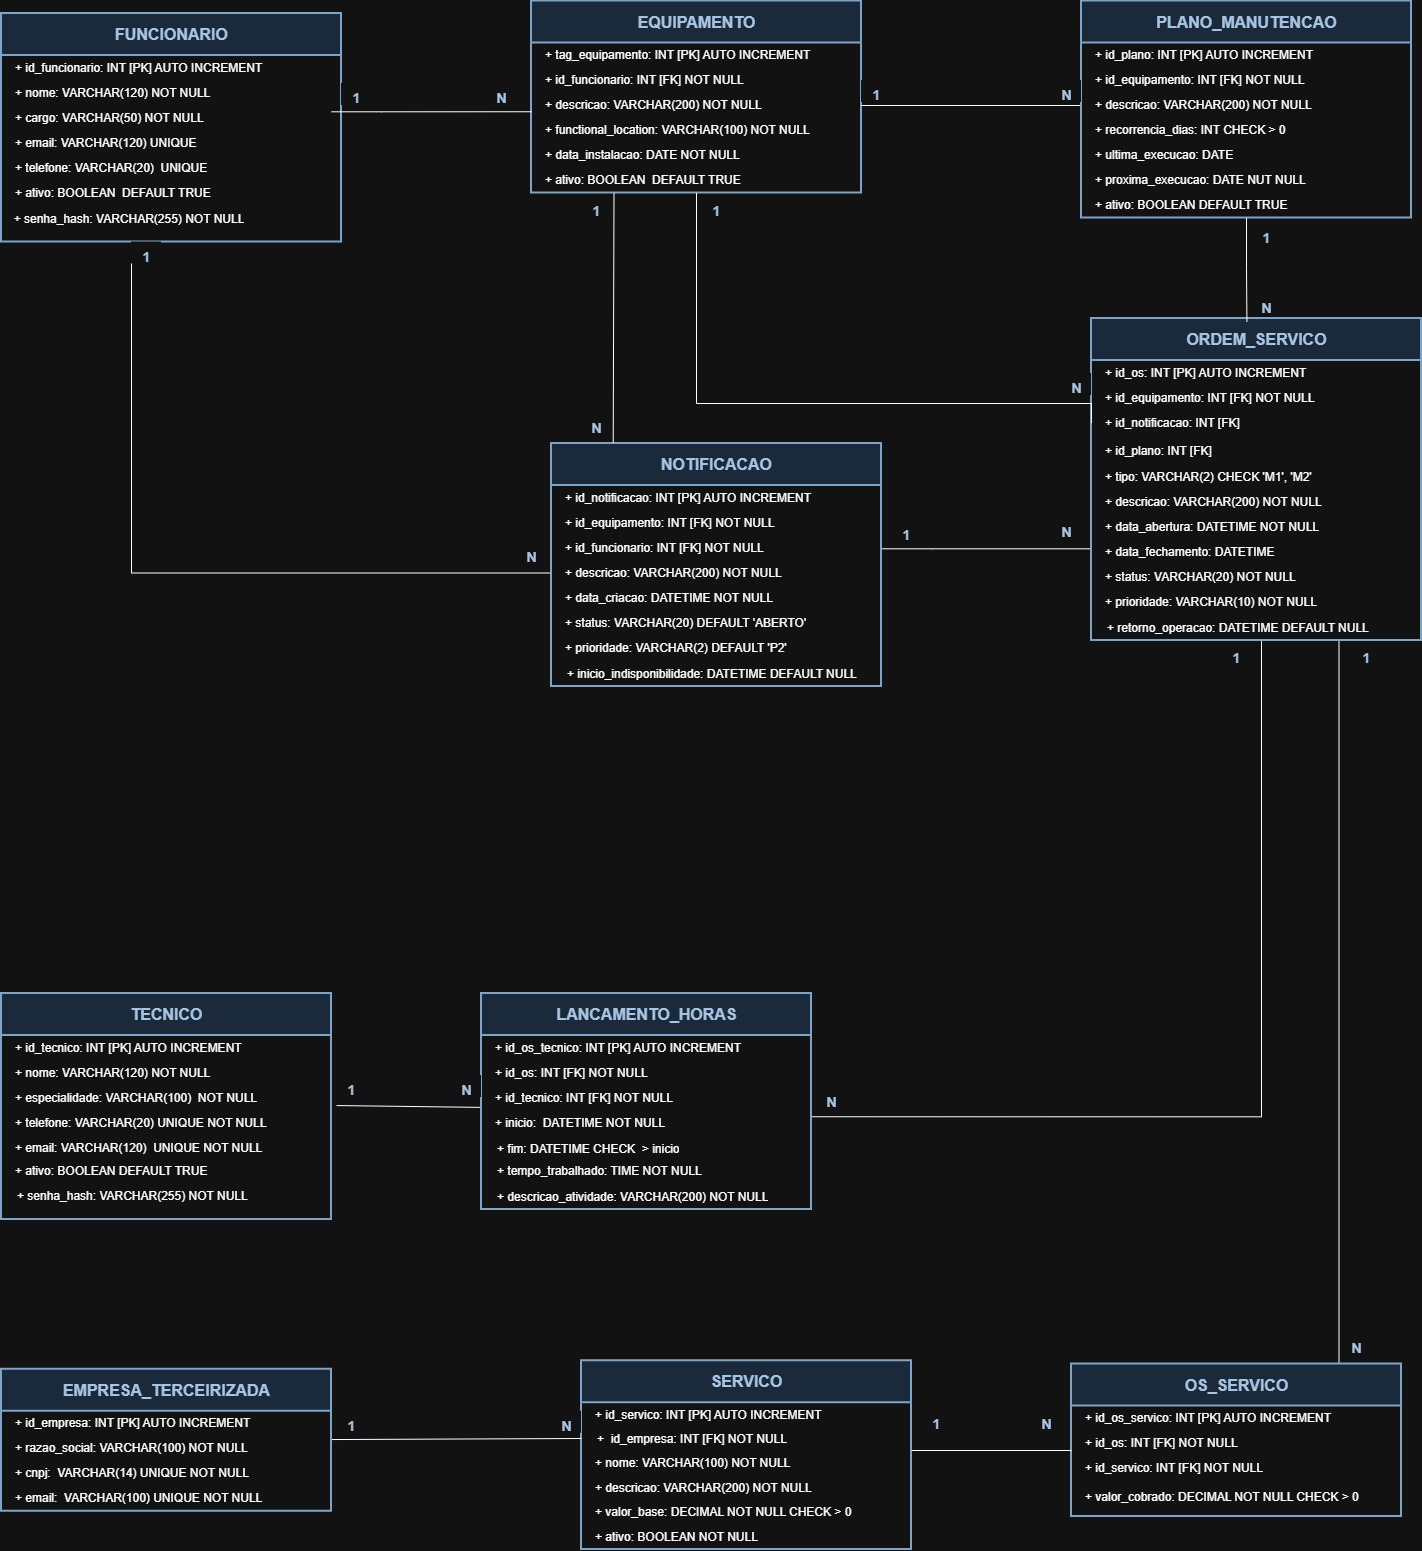 FUNCIONARIO
+ id_funcionario: INT [PK] AUTO INCREMENT
+ nome: VARCHAR(120) NOT NULL
+ cargo: VARCHAR(50) NOT NULL
+ email: VARCHAR(120) UNIQUE
+ telefone: VARCHAR(20)  UNIQUE
+ ativo: BOOLEAN  DEFAULT TRUE
+ senha_hash: VARCHAR(255) NOT NULL
1
N
1
EQUIPAMENTO
+ tag_equipamento: INT [PK] AUTO INCREMENT
+ id_funcionario: INT [FK] NOT NULL
+ descricao: VARCHAR(200) NOT NULL
+ functional_location: VARCHAR(100) NOT NULL
+ data_instalacao: DATE NOT NULL
+ ativo: BOOLEAN  DEFAULT TRUE
1
N
1
1
PLANO_MANUTENCAO
+ id_plano: INT [PK] AUTO INCREMENT
+ id_equipamento: INT [FK] NOT NULL
+ descricao: VARCHAR(200) NOT NULL
+ recorrencia_dias: INT CHECK > 0
+ ultima_execucao: DATE
+ proxima_execucao: DATE NUT NULL
+ ativo: BOOLEAN DEFAULT TRUE
1
N
ORDEM_SERVICO
+ id_os: INT [PK] AUTO INCREMENT
+ id_equipamento: INT [FK] NOT NULL
+ id_notificacao: INT [FK]
+ id_plano: INT [FK]
+ tipo: VARCHAR(2) CHECK 'M1', 'M2'
+ descricao: VARCHAR(200) NOT NULL
+ data_abertura: DATETIME NOT NULL
+ data_fechamento: DATETIME
+ status: VARCHAR(20) NOT NULL
+ prioridade: VARCHAR(10) NOT NULL
+ retorno_operacao: DATETIME DEFAULT NULL
N
N
NOTIFICACAO
+ id_notificacao: INT [PK] AUTO INCREMENT
+ id_equipamento: INT [FK] NOT NULL
+ id_funcionario: INT [FK] NOT NULL
+ descricao: VARCHAR(200) NOT NULL
+ data_criacao: DATETIME NOT NULL
+ status: VARCHAR(20) DEFAULT 'ABERTO'
+ prioridade: VARCHAR(2) DEFAULT 'P2'
+ inicio_indisponibilidade: DATETIME DEFAULT NULL
N
1
N
1
1
TECNICO
+ id_tecnico: INT [PK] AUTO INCREMENT
+ nome: VARCHAR(120) NOT NULL
+ especialidade: VARCHAR(100)  NOT NULL
+ telefone: VARCHAR(20) UNIQUE NOT NULL
+ email: VARCHAR(120)  UNIQUE NOT NULL
+ ativo: BOOLEAN DEFAULT TRUE
+ senha_hash: VARCHAR(255) NOT NULL
1
N
LANCAMENTO_HORAS
+ id_os_tecnico: INT [PK] AUTO INCREMENT
+ id_os: INT [FK] NOT NULL
+ id_tecnico: INT [FK] NOT NULL
+ inicio:  DATETIME NOT NULL
+ fim: DATETIME CHECK  > inicio
+ tempo_trabalhado: TIME NOT NULL
+ descricao_atividade: VARCHAR(200) NOT NULL
N
EMPRESA_TERCEIRIZADA
+ id_empresa: INT [PK] AUTO INCREMENT
+ razao_social: VARCHAR(100) NOT NULL
+ cnpj:  VARCHAR(14) UNIQUE NOT NULL
+ email:  VARCHAR(100) UNIQUE NOT NULL
1
N
SERVICO
+ id_servico: INT [PK] AUTO INCREMENT
+  id_empresa: INT [FK] NOT NULL
+ nome: VARCHAR(100) NOT NULL
+ descricao: VARCHAR(200) NOT NULL
+ valor_base: DECIMAL NOT NULL CHECK > 0
+ ativo: BOOLEAN NOT NULL
1
N
N
OS_SERVICO
+ id_os_servico: INT [PK] AUTO INCREMENT
+ id_os: INT [FK] NOT NULL
+ id_servico: INT [FK] NOT NULL
+ valor_cobrado: DECIMAL NOT NULL CHECK > 0